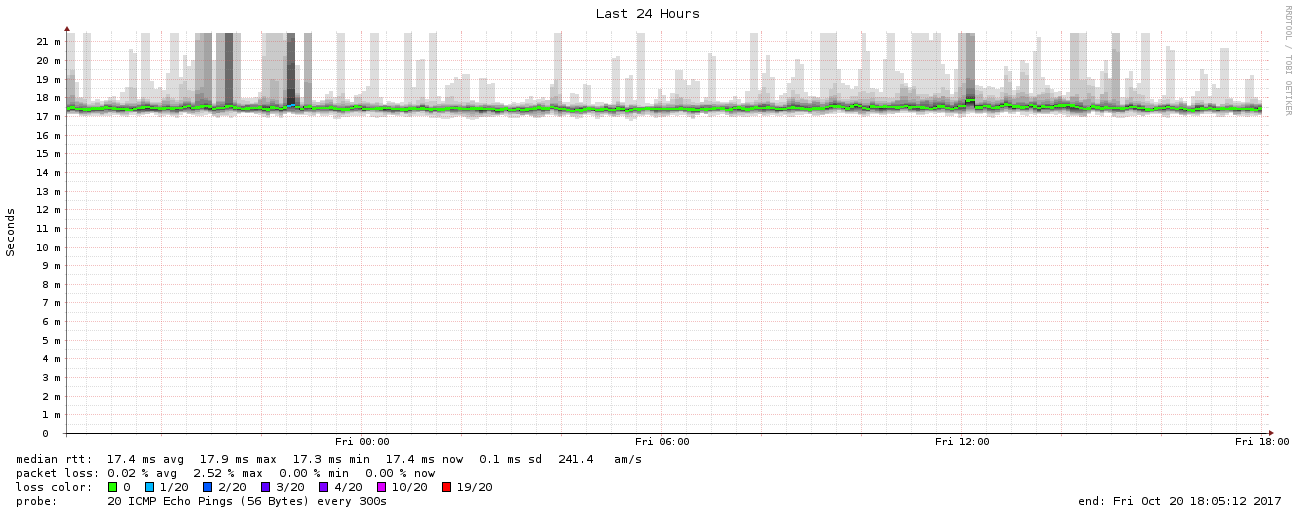 Last 24 Hours
RRDTOOL / TOBI OETIKER
Seconds
21 m
20 m
19 m
18 m
17 m
16 m
15 m
14 m
13 m
12 m
11 m
10 m
9 m
8 m
7 m
6 m
5 m
4 m
3 m
2 m
1 m
0
Fri 00:00 Fri 06:00 Fri 12:00 Fri 18:00
median rtt: 17.4 ms avg 17.9 ms max 17.3 ms min 17.4 ms now 0.1 ms sd 241.4 am/s
packet loss: 0.02 % avg 2.52 % max 0.00 % min 0.00 % now
loss color: 0 1/20 2/20 3/20 4/20 10/20 19/20
probe: 20 ICMP Echo Pings (56 Bytes) every 300s end: Fri Oct 20 18:05:12 2017